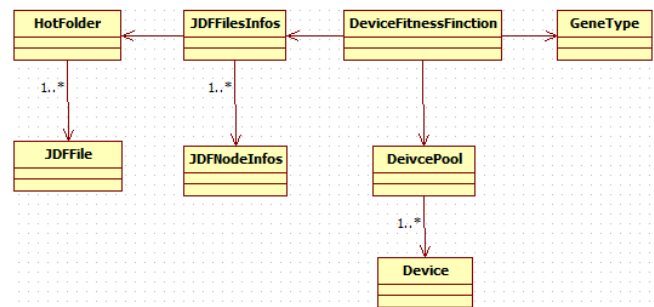 HotFolder
JDFFilesInfos
DeviceFitnessFinction
GeneType
1..*
1..*
JDFFile
JDFNodeInfos
DeivcePool
1..*
Device